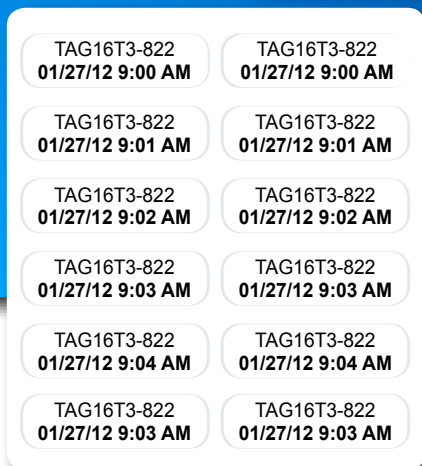 TAG16T3-822 TAG16T3-822
01/27/12 9:00 AM 01/27/12 9:00 AM
TAG16T3-822 TAG16T3-822
01/27/12 9:01 AM 01/27/12 9:01 AM
TAG16T3-822 TAG16T3-822
01/27/12 9:02 AM 01/27/12 9:02 AM
TAG16T3-822 TAG16T3-822
01/27/12 9:03 AM 01/27/12 9:03 AM
TAG16T3-822 TAG16T3-822
01/27/12 9:04 AM 01/27/12 9:04 AM
TAG16T3-822 TAG16T3-822
01/27/12 9:03 AM 01/27/12 9:03 AM